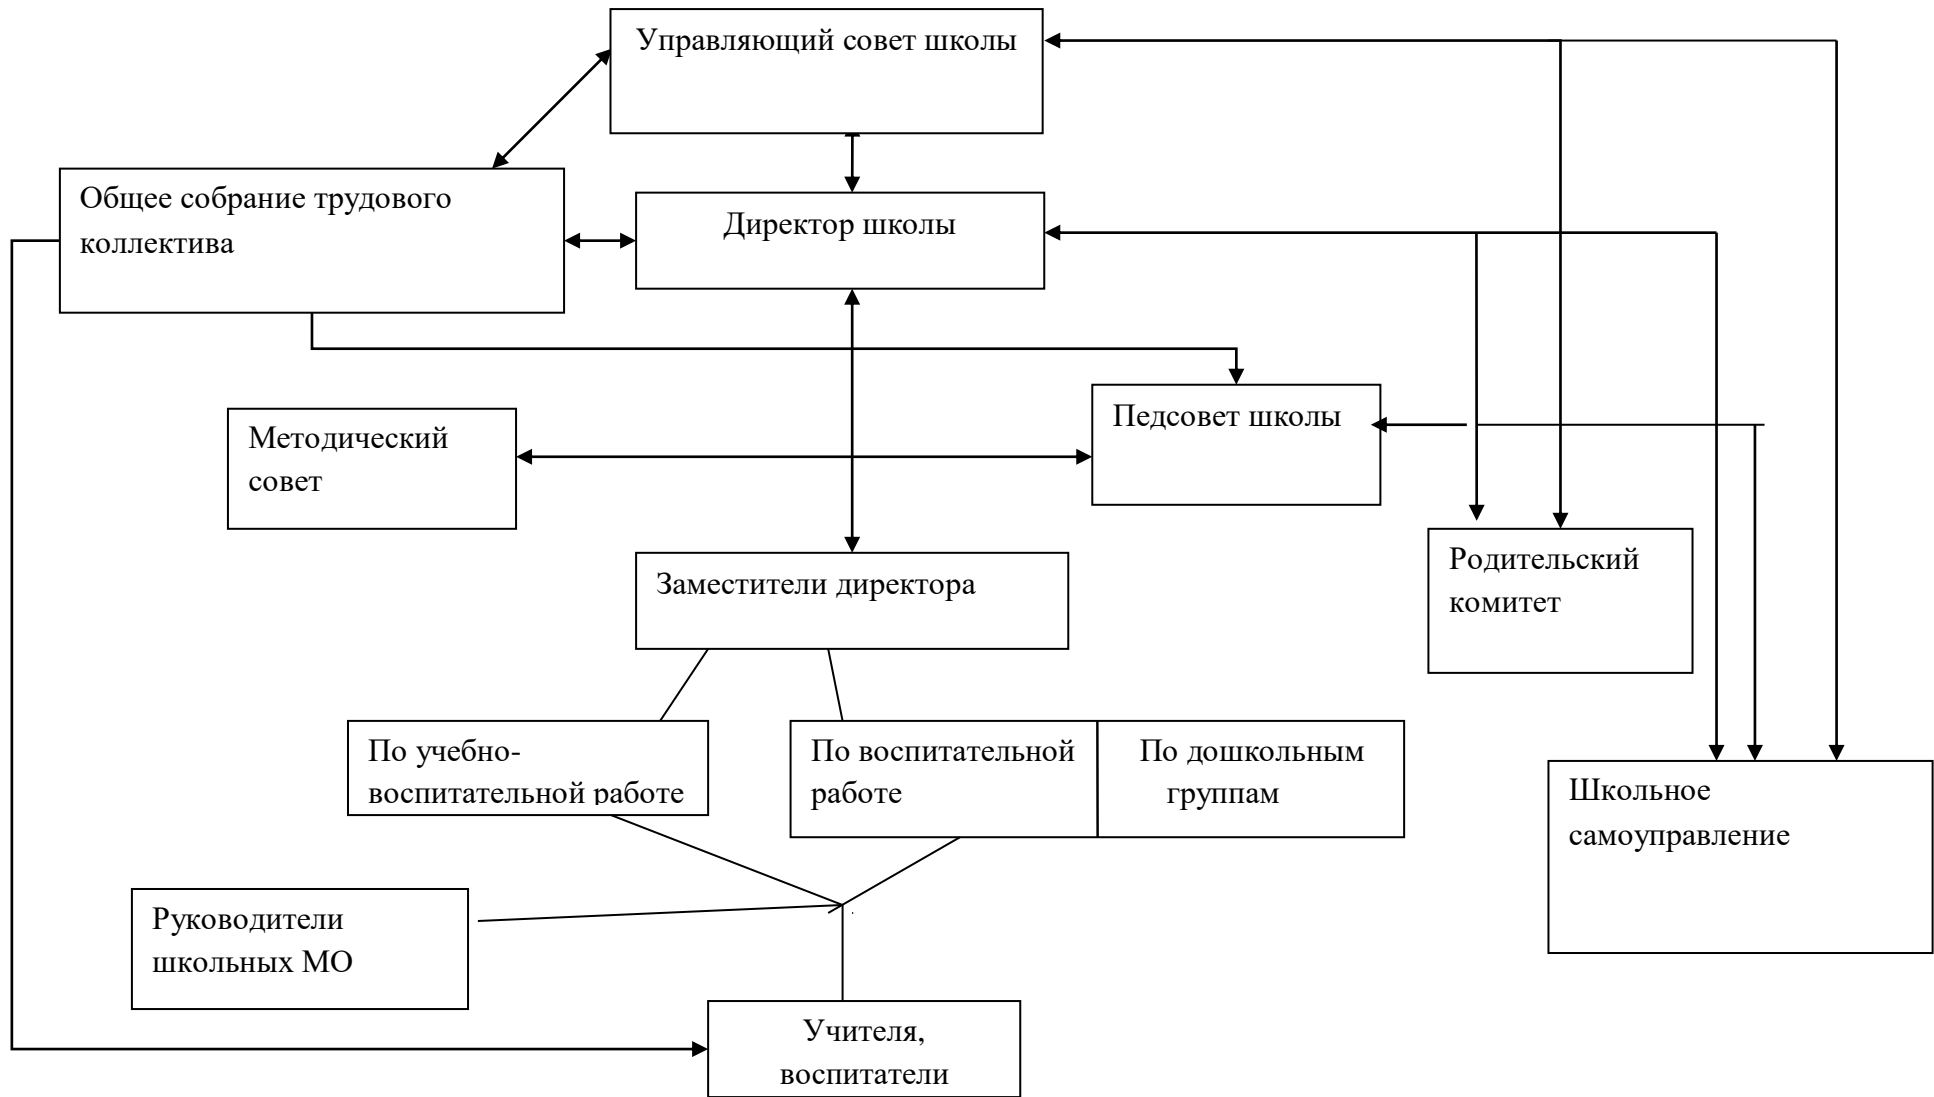 Управляющий совет школы
Общее собрание трудового
коллектива
Директор школы
Педсовет школы
Методический
совет
Родительский
комитет
Заместители директора
По учебно-
воспитательной работе
По воспитательной
работе
По дошкольным
группам
Школьное
самоуправление
Руководители
школьных МО
Учителя,
воспитатели